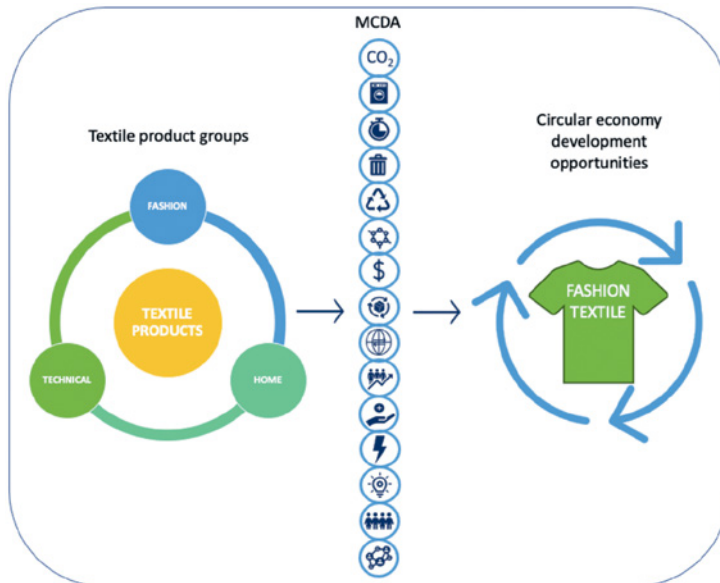 MCDA
CO₂
$
Textile product groups
FASHION
TEXTILE
PRODUCTS
TECHNICAL
HOME
Circular economy
development
opportunities
FASHION
TEXTILE